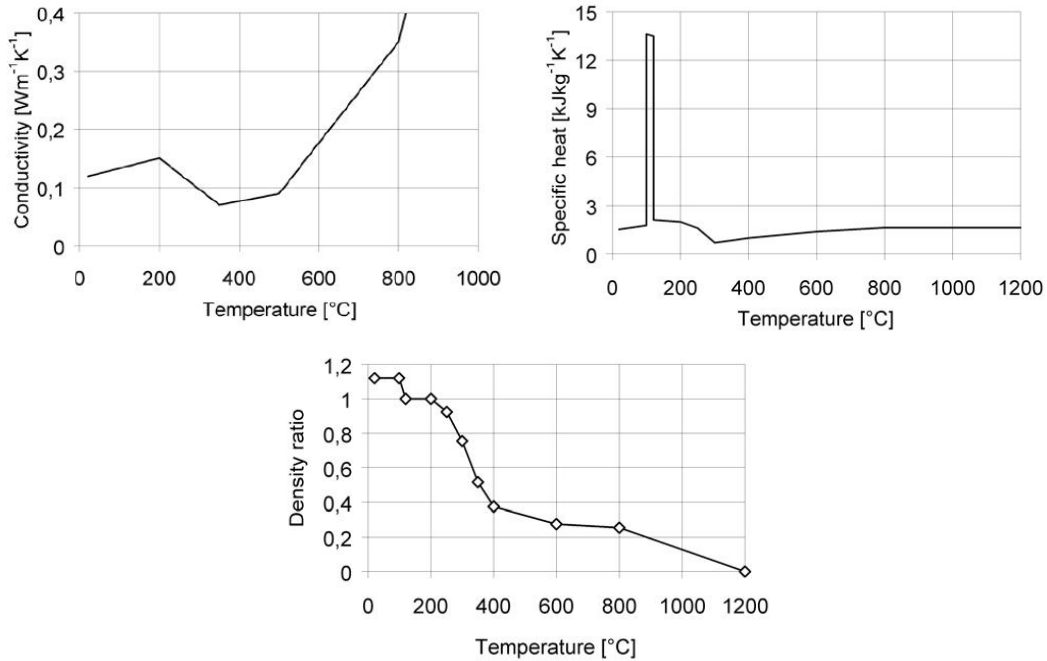 Conductivity [Wm⁻¹K⁻¹]
0,4
0,3
0,2
0,1
0
0 200 400 600 800 1000
Temperature [°C]
Specific heat [kJkg⁻¹K⁻¹]
15
12
9
6
3
0
0 200 400 600 800 1000 1200
Temperature [°C]
Density ratio
1,2
1
0,8
0,6
0,4
0,2
0
0 200 400 600 800 1000 1200
Temperature [°C]